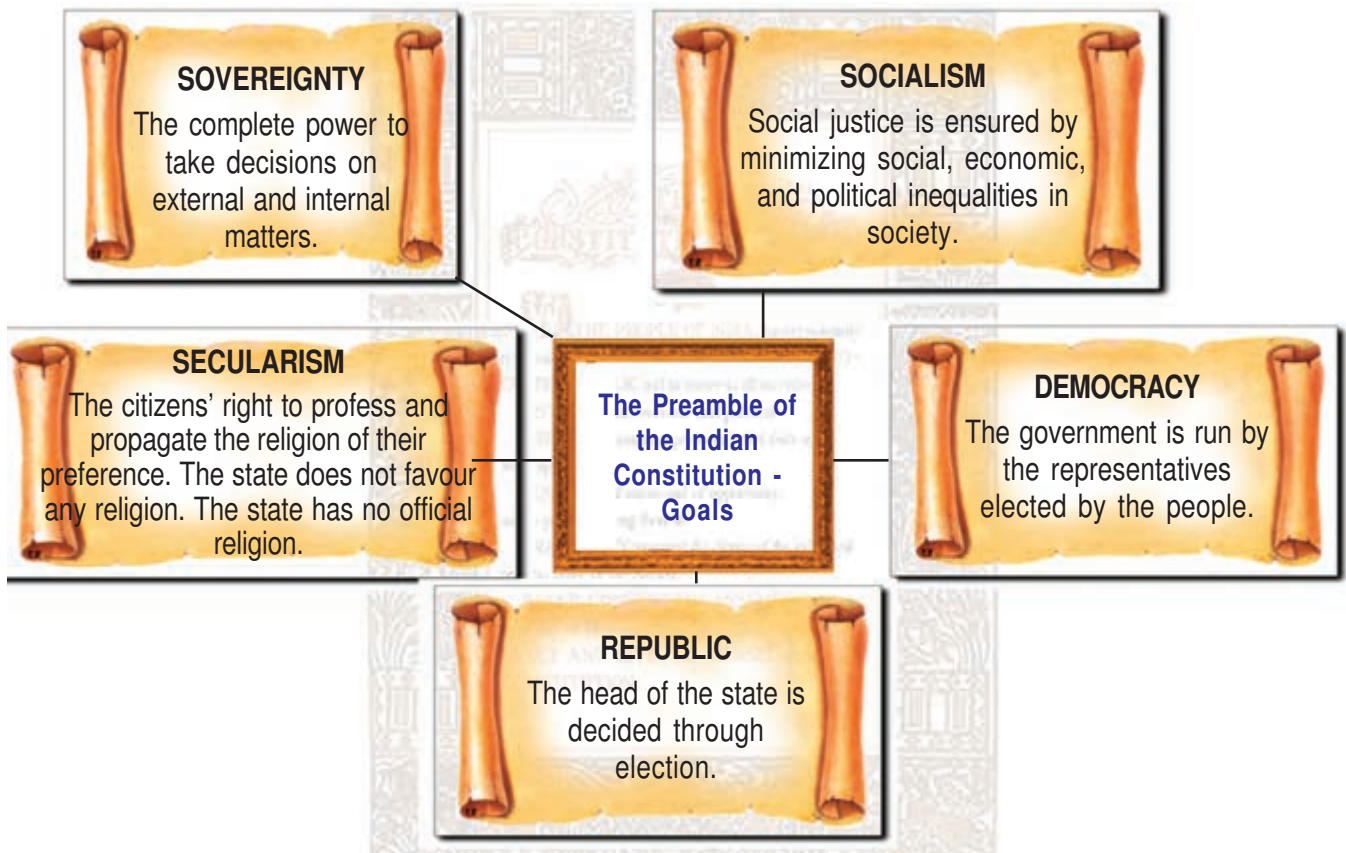 SOVEREIGNTY
The complete power to
take decisions on
external and internal
matters.
SOCIALISM
Social justice is ensured by
minimizing social, economic,
and political inequalities in
society.
SECULARISM
The citizens' right to profess and
propagate the religion of their
preference. The state does not favour
any religion. The state has no official
religion.
The Preamble of
the Indian
Constitution -
Goals
DEMOCRACY
The government is run by
the representatives
elected by the people.
REPUBLIC
The head of the state is
decided through
election.